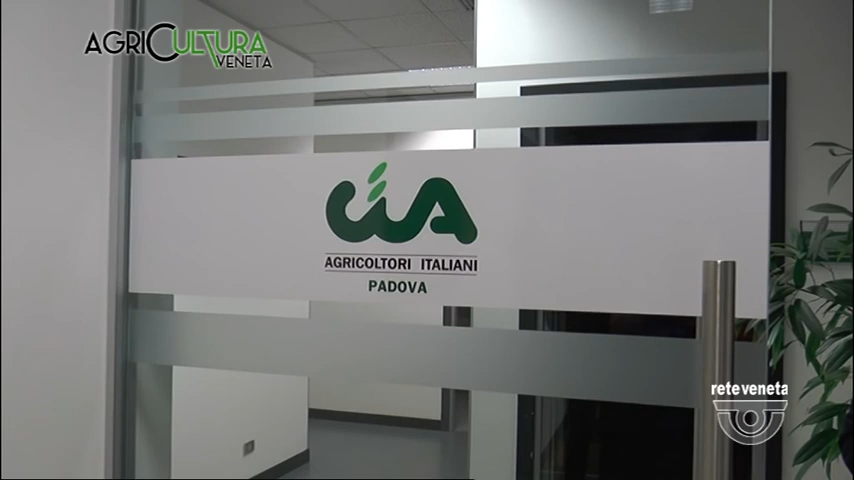 AGRICULTURA
VENETA
CIA
AGRICOLTORI ITALIANI
PADOVA
reteveneta